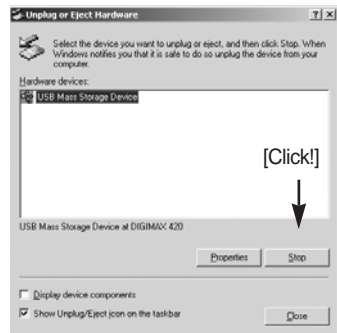 Unplug or Eject Hardware
Select the device you want to unplug or eject, and then click Stop. When
Windows notifies you that it is safe to do so unplug the device from your
computer.
Hardware devices:
USB Mass Storage Device
[Click!]
USB Mass Storage Device at DIGIMAX 420
Properties
Stop
Display device components
Show Unplug/Eject icon on the taskbar
Close